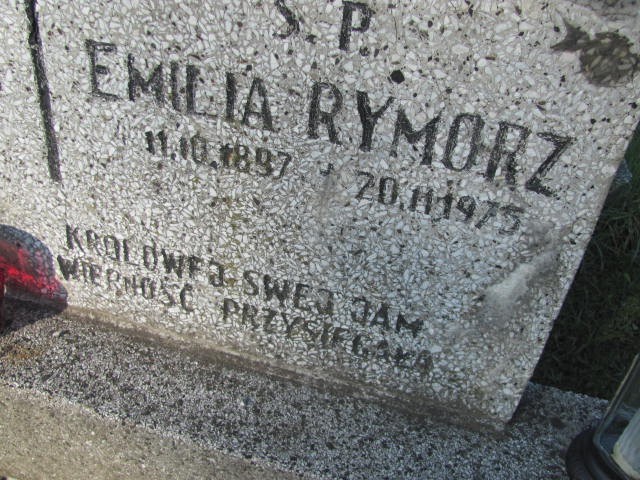 Ś.P.
EMILIA RYMORZ
11.10.1897 + 20.11.1975
KRÓLOWEJ SWEJ JAM
WIERNOŚĆ PRZYSIĘGAŁA